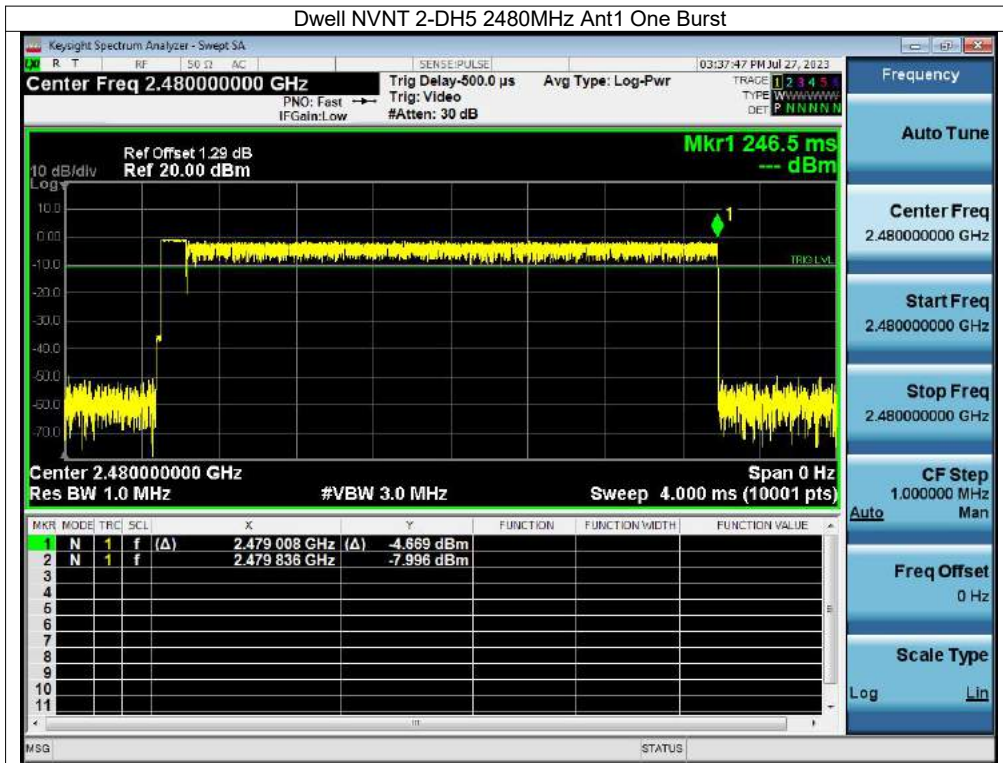 Dwell NVNT 2-DH5 2480MHz Ant1 One Burst
Keysight Spectrum Analyzer - Swept SA
R T RF 50 Ω AC SENSE:PULSE 03:37:47 PM Jul 27, 2023
Center Freq 2.480000000 GHz
PNO: Fast
IFGain:Low
Trig Delay-500.0 µs
Trig: Video
#Atten: 30 dB
Avg Type: Log-Pwr
TRACE 1 2 3 4 5 6
TYPE WWWWWW
DET P N N N N N
Frequency
Auto Tune
Center Freq
2.480000000 GHz
Start Freq
2.480000000 GHz
Stop Freq
2.480000000 GHz
CF Step
1.000000 MHz
Auto Man
Freq Offset
0 Hz
Scale Type
Log Lin
Mkr1 246.5 ms
--- dBm
Ref Offset 1.29 dB
10 dB/div Ref 20.00 dBm
Log
10.0
0.00
-10.0
TRIG LVL
-20.0
-30.0
-40.0
-50.0
-60.0
-70.0
1
Center 2.480000000 GHz Span 0 Hz
Res BW 1.0 MHz #VBW 3.0 MHz Sweep 4.000 ms (10001 pts)
MKR MODE TRC SCL X Y FUNCTION FUNCTION WIDTH FUNCTION VALUE
1 N 1 f (Δ) 2.479 008 GHz (Δ) -4.669 dBm
2 N 1 f 2.479 836 GHz -7.996 dBm
3
4
5
6
7
8
9
10
11
MSG STATUS